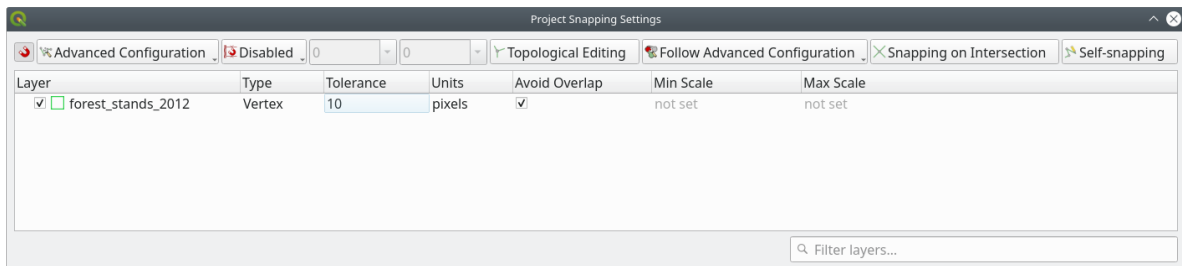 Project Snapping Settings
Advanced Configuration Disabled 0 0 Topological Editing Follow Advanced Configuration Snapping on Intersection Self-snapping
Layer Type Tolerance Units Avoid Overlap Min Scale Max Scale
forest_stands_2012 Vertex 10 pixels not set not set
Filter layers...